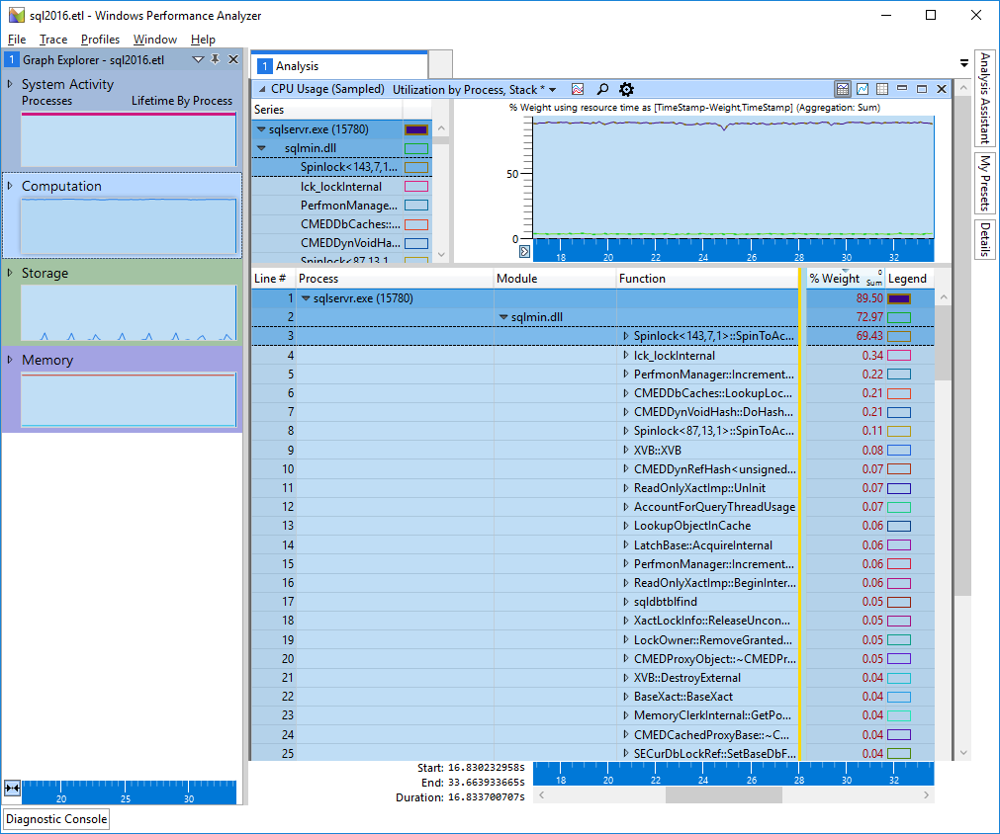 sql2016.etl - Windows Performance Analyzer
File Trace Profiles Window Help
1 Graph Explorer - sql2016.etl
System Activity
Processes Lifetime By Process
Computation
Storage
Memory
20 25 30
Diagnostic Console
1 Analysis
CPU Usage (Sampled) Utilization by Process, Stack *
Series
sqlservr.exe (15780)
sqlmin.dll
Spinlock<143,7,1...
lck_lockInternal
PerfmonManage...
CMEDDbCaches::...
CMEDDynVoidHa...
Spinlock<87,13,1...
% Weight using resource time as [TimeStamp-Weight,TimeStamp] (Aggregation: Sum)
50
0
18 20 22 24 26 28 30 32
Line # Process Module Function % Weight Sum 0 Legend
1 sqlservr.exe (15780) 89.50
2 sqlmin.dll 72.97
3 Spinlock<143,7,1>::SpinToAc... 69.43
4 lck_lockInternal 0.34
5 PerfmonManager::Increment... 0.22
6 CMEDDbCaches::LookupLoc... 0.21
7 CMEDDynVoidHash::DoHash... 0.21
8 Spinlock<87,13,1>::SpinToAc... 0.11
9 XVB::XVB 0.08
10 CMEDDynRefHash<unsigned... 0.07
11 ReadOnlyXactImp::UnInit 0.07
12 AccountForQueryThreadUsage 0.07
13 LookupObjectInCache 0.06
14 LatchBase::AcquireInternal 0.06
15 PerfmonManager::Increment... 0.06
16 ReadOnlyXactImp::BeginInter... 0.06
17 sqldbtblfind 0.05
18 XactLockInfo::ReleaseUncon... 0.05
19 LockOwner::RemoveGranted... 0.05
20 CMEDProxyObject::~CMEDPr... 0.05
21 XVB::DestroyExternal 0.04
22 BaseXact::BaseXact 0.04
23 MemoryClerkInternal::GetPo... 0.04
24 CMEDCachedProxyBase::~C... 0.04
25 SECurDbLockRef::SetBaseDbF... 0.04
Start: 16.830232958s
End: 33.663933665s
Duration: 16.833700707s
18 20 22 24 26 28 30 32
Analysis Assistant
My Presets
Details